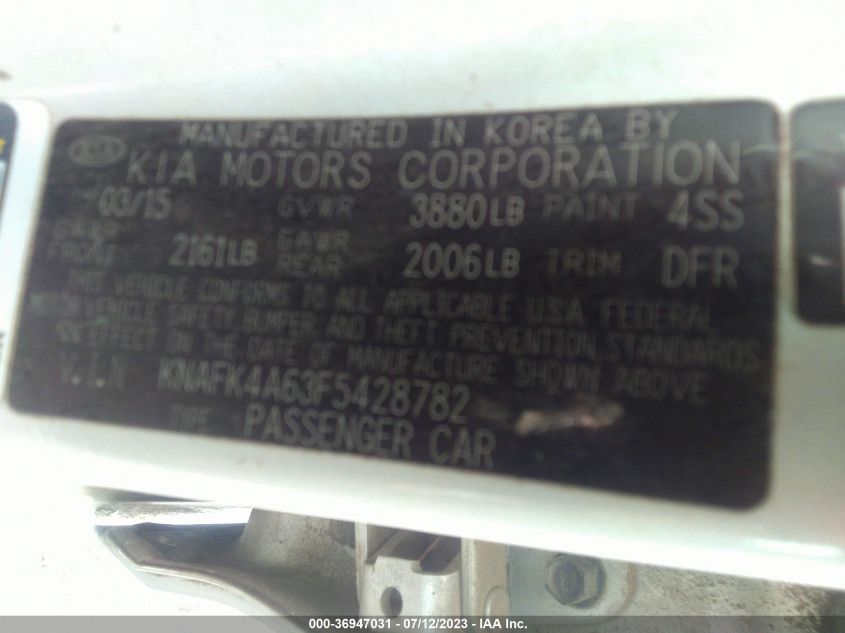 MANUFACTURED IN KOREA BY
KIA KIA MOTORS CORPORATION
03/15 GVWR 3880LB PAINT 4SS
GAWR FRONT 2161LB GAWR REAR 2006LB TRIM DFR
THIS VEHICLE CONFORMS TO ALL APPLICABLE U.S.A. FEDERAL
MOTOR VEHICLE SAFETY, BUMPER, AND THEFT PREVENTION STANDARDS
IN EFFECT ON THE DATE OF MANUFACTURE SHOWN ABOVE
V.I.N KNAFK4A63F5428782
TYPE: PASSENGER CAR
000-36947031 - 07/12/2023 - IAA Inc.